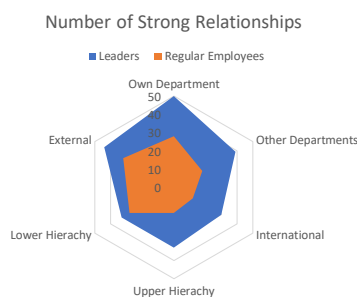 Number of Strong Relationships
Leaders Regular Employees
Own Department
50
40
External
30
Other Departments
20
10
0
Lower Hierachy
International
Upper Hierachy